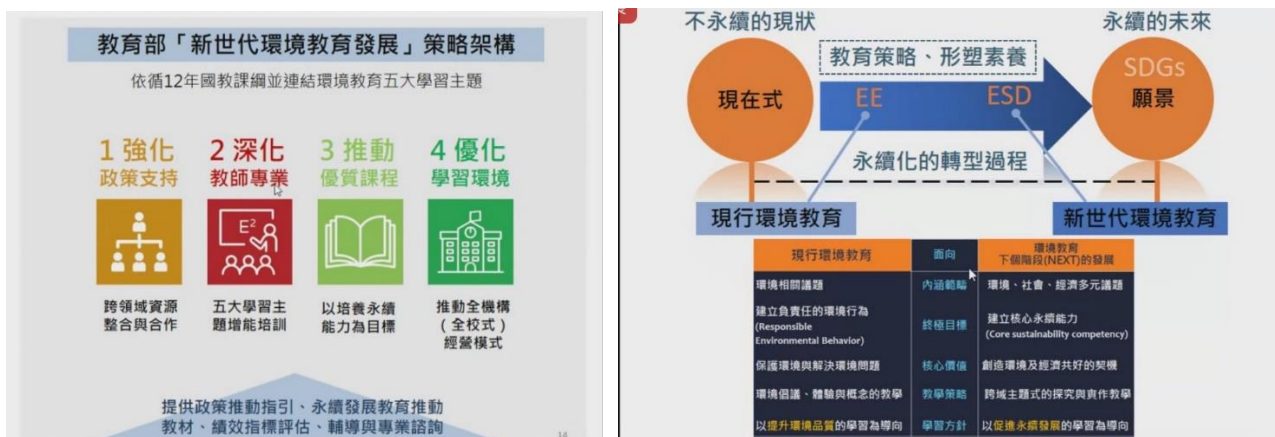 教育部「新世代環境教育發展」策略架構
依循12年國教課綱並連結環境教育五大學習主題
1 強化
政策支持
2 深化
教師專業
3 推動
優質課程
4 優化
學習環境
E²
跨領域資源
整合與合作
五大學習主
題增能培訓
以培養永續
能力為目標
推動全機構
（全校式）
經營模式
提供政策推動指引、永續發展教育推動
教材、績效指標評估、輔導與專業諮詢
14
不永續的現狀
永續的未來
教育策略、形塑素養
現在式
EE
ESD
SDGs
願景
永續化的轉型過程
現行環境教育
新世代環境教育
現行環境教育
面向
環境教育
下個階段(NEXT)的發展
環境相關議題
內涵範疇
環境、社會、經濟多元議題
建立負責任的環境行為
(Responsible
Environmental Behavior)
終極目標
建立核心永續能力
(Core sustainability competency)
保護環境與解決環境問題
核心價值
創造環境及經濟共好的契機
環境倡議、體驗與概念的教學
教學策略
跨域主題式的探究與實作教學
以提升環境品質的學習為導向
學習方針
以促進永續發展的學習為導向